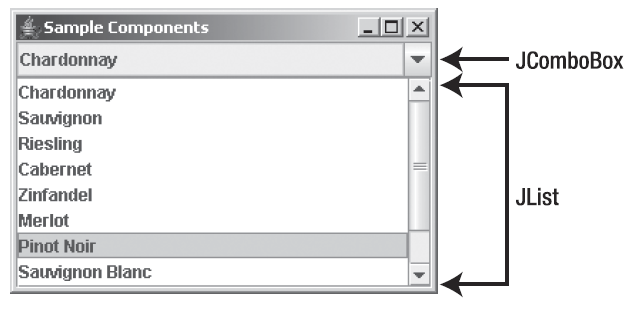 Sample Components
Chardonnay
JComboBox
Chardonnay
Sauvignon
Riesling
Cabernet
Zinfandel
Merlot
Pinot Noir
Sauvignon Blanc
JList